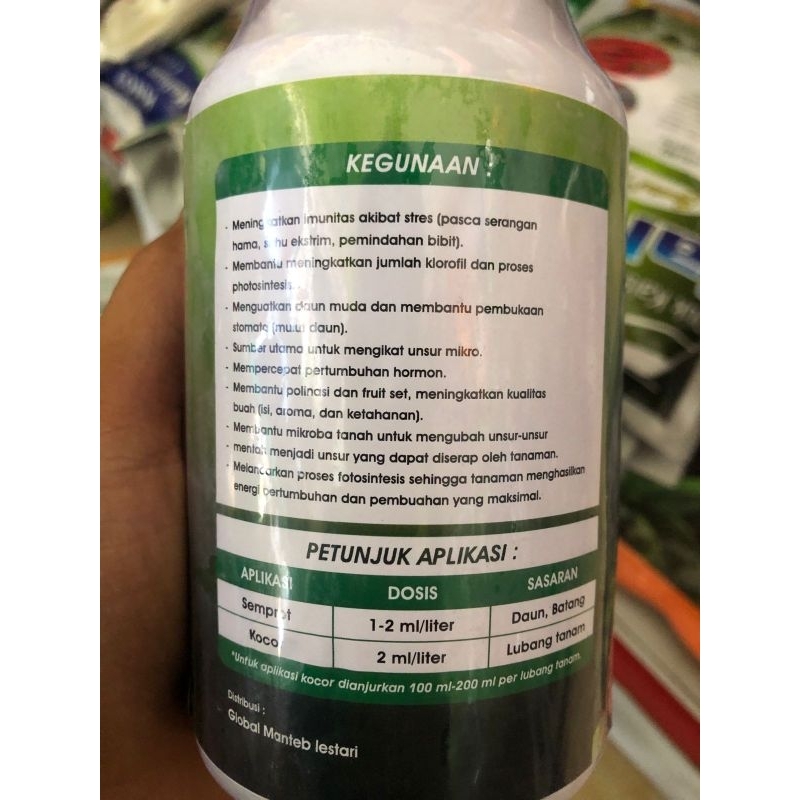 KEGUNAAN :
- Meningkatkan imunitas akibat stres (pasca serangan
hama, suhu ekstrim, pemindahan bibit).
- Membantu meningkatkan jumlah klorofil dan proses
photosintesis.
- Menguatkan daun muda dan membantu pembukaan
stomata (mulut daun).
- Sumber utama untuk mengikat unsur mikro.
- Mempercepat pertumbuhan hormon.
- Membantu polinasi dan fruit set, meningkatkan kualitas
buah (isi, aroma, dan ketahanan).
- Membantu mikroba tanah untuk mengubah unsur-unsur
- mentah menjadi unsur yang dapat diserap oleh tanaman.
- Melancarkan proses fotosintesis sehingga tanaman menghasilkan
energi pertumbuhan dan pembuahan yang maksimal.
PETUNJUK APLIKASI :
APLIKASI DOSIS SASARAN
Semprot 1-2 ml/liter Daun, Batang
Kocor 2 ml/liter Lubang tanam
*Untuk aplikasi kocor dianjurkan 100 ml-200 ml per lubang tanam.
Distribusi :
Global Manteb lestari